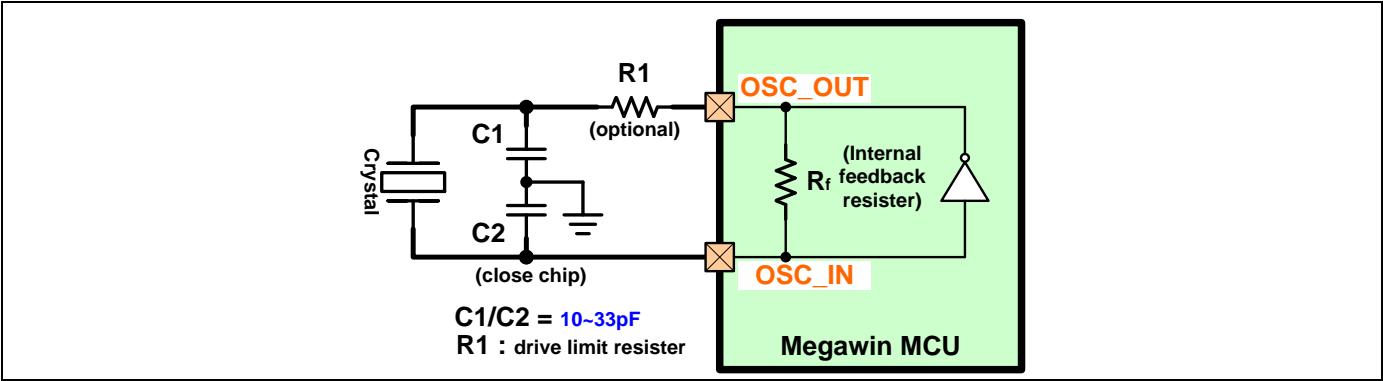 R1
OSC_OUT
(optional)
C1
Crystal
(Internal
Rf feedback
resister)
C2
(close chip)
OSC_IN
C1/C2 = 10~33pF
R1 : drive limit resister
Megawin MCU